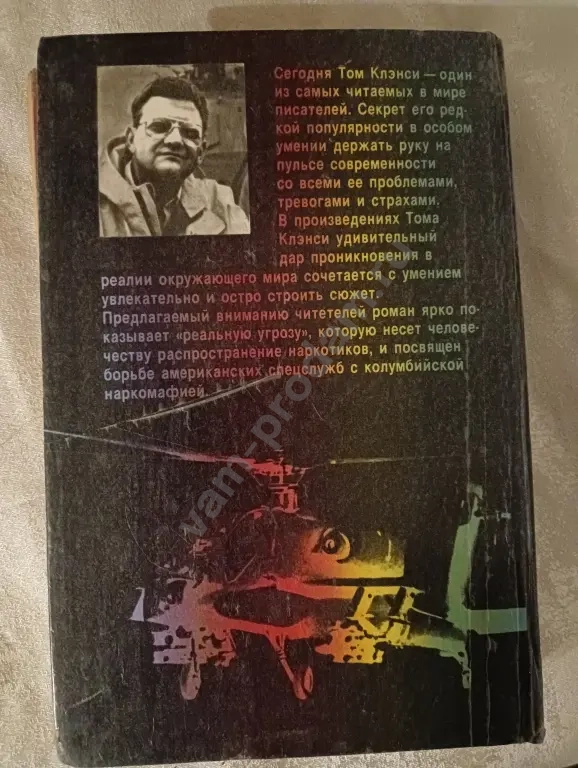 Сегодня Том Клэнси — один
из самых читаемых в мире
писателей. Секрет его ред-
кой популярности в особом
умении держать руку на
пульсе современности
со всеми ее проблемами,
тревогами и страхами.
В произведениях Тома
Клэнси удивительный
дар проникновения в
реалии окружающего мира сочетается с умением
увлекательно и остро строить сюжет.
Предлагаемый вниманию читетелей роман ярко по-
казывает «реальную угрозу», которую несет челове-
честву распространение наркотиков, и посвящен
борьбе американских спецслужб с колумбийской
наркомафией.